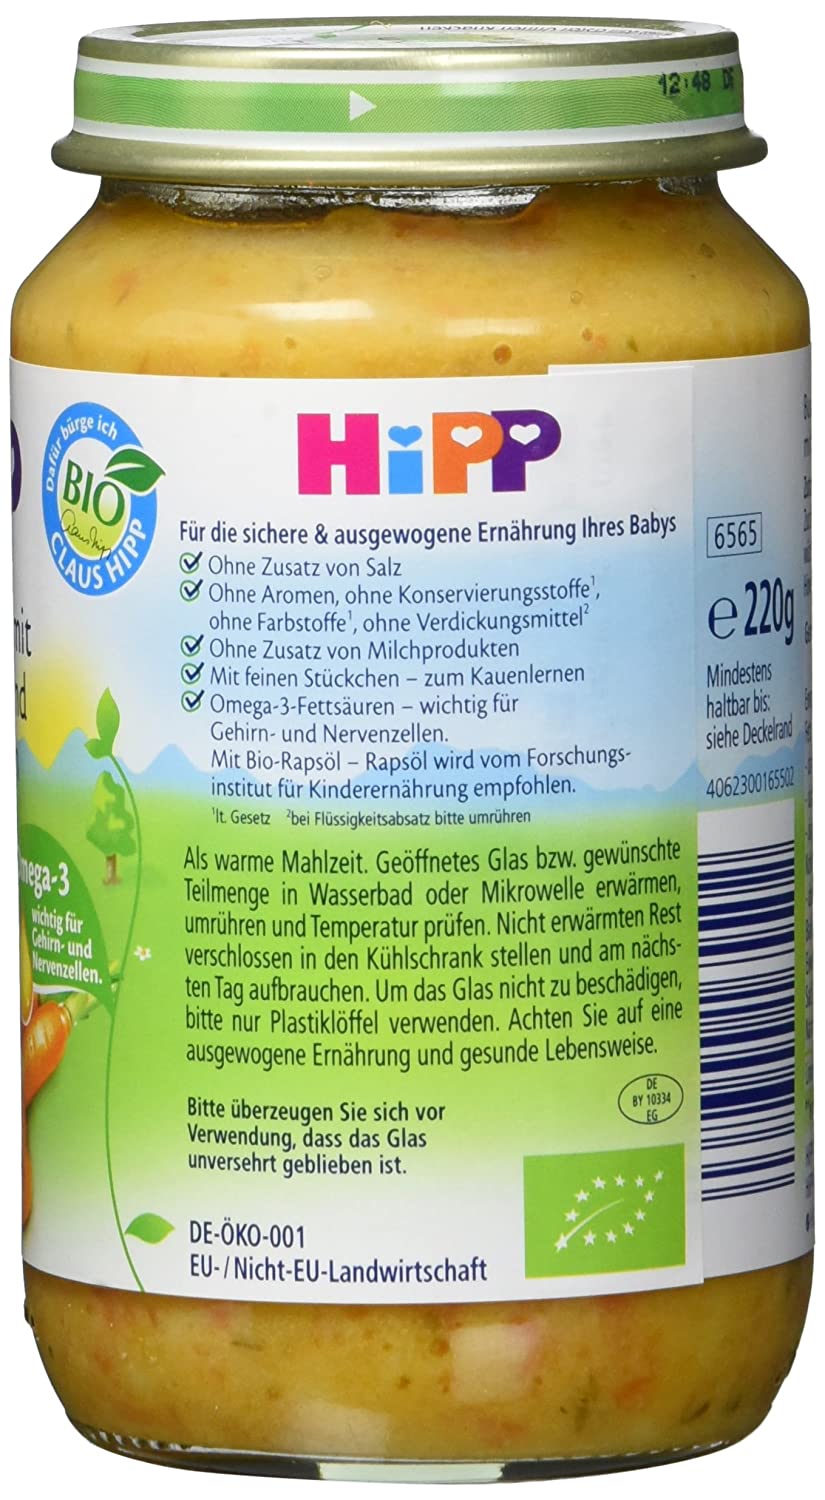 12:48 DE
Dafür bürge ich
BIO
CLAUS HIPP
HiPP
Für die sichere & ausgewogene Ernährung Ihres Babys
Ohne Zusatz von Salz
Ohne Aromen, ohne Konservierungsstoffe¹,
ohne Farbstoffe¹, ohne Verdickungsmittel²
Ohne Zusatz von Milchprodukten
Mit feinen Stückchen – zum Kauenlernen
Omega-3-Fettsäuren – wichtig für
Gehirn- und Nervenzellen.
Mit Bio-Rapsöl – Rapsöl wird vom Forschungs-
institut für Kinderernährung empfohlen.
¹lt. Gesetz ²bei Flüssigkeitsabsatz bitte umrühren
Als warme Mahlzeit. Geöffnetes Glas bzw. gewünschte
Teilmenge in Wasserbad oder Mikrowelle erwärmen,
umrühren und Temperatur prüfen. Nicht erwärmten Rest
verschlossen in den Kühlschrank stellen und am nächs-
ten Tag aufbrauchen. Um das Glas nicht zu beschädigen,
bitte nur Plastiklöffel verwenden. Achten Sie auf eine
ausgewogene Ernährung und gesunde Lebensweise.
Bitte überzeugen Sie sich vor
Verwendung, dass das Glas
unversehrt geblieben ist.
DE-ÖKO-001
EU-/Nicht-EU-Landwirtschaft
DE
BY 10334
EG
6565
e 220g
Mindestens
haltbar bis:
siehe Deckelrand
4062300165502
mega-3
wichtig für
Gehirn- und
Nervenzellen.